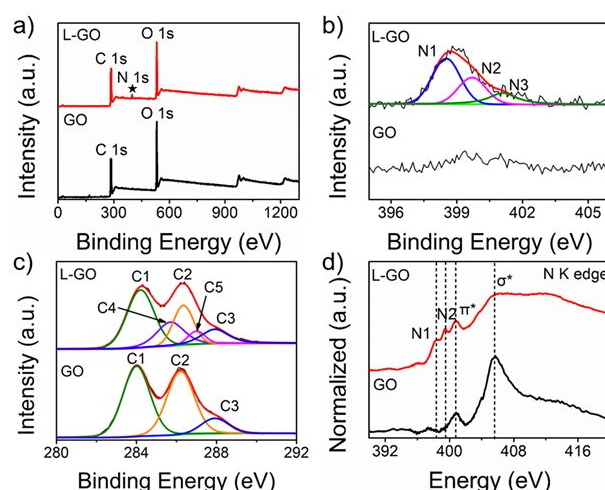 a)
L-GO
O 1s
C 1s
N 1s
★
GO
O 1s
C 1s
Intensity (a.u.)
0 300 600 900 1200
Binding Energy (eV)
b)
L-GO
N1
N2
N3
GO
Intensity (a.u.)
396 399 402 405
Binding Energy (eV)
c)
L-GO
C1
C2
C5
C4
C3
GO
C1
C2
C3
Intensity (a.u.)
280 284 288 292
Binding Energy (eV)
d)
L-GO
N K edge
σ*
π*
N1
N2
GO
Normalized (a.u.)
392 400 408 416
Energy (eV)